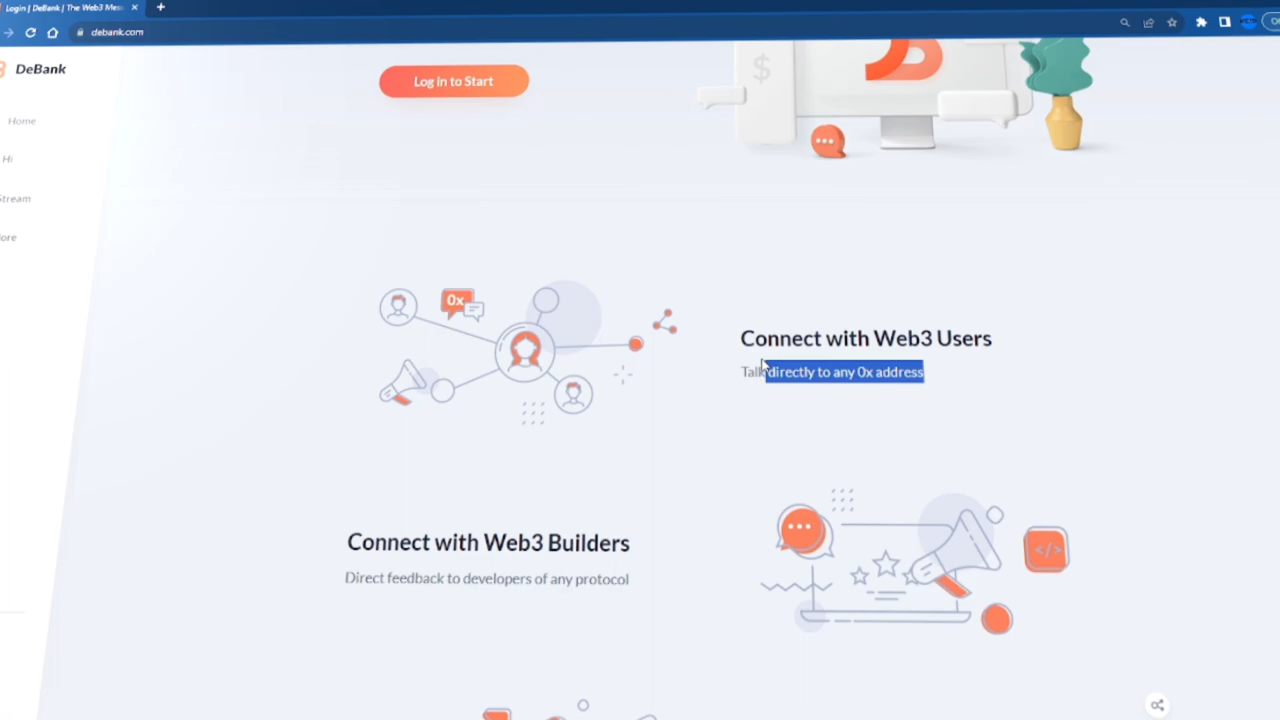 Login | DeBank | The Web3 Mess
debank.com
DeBank
Log in to Start
$
Home
Hi
Stream
ore
0x
Connect with Web3 Users
Talk directly to any 0x address
Connect with Web3 Builders
Direct feedback to developers of any protocol
</>